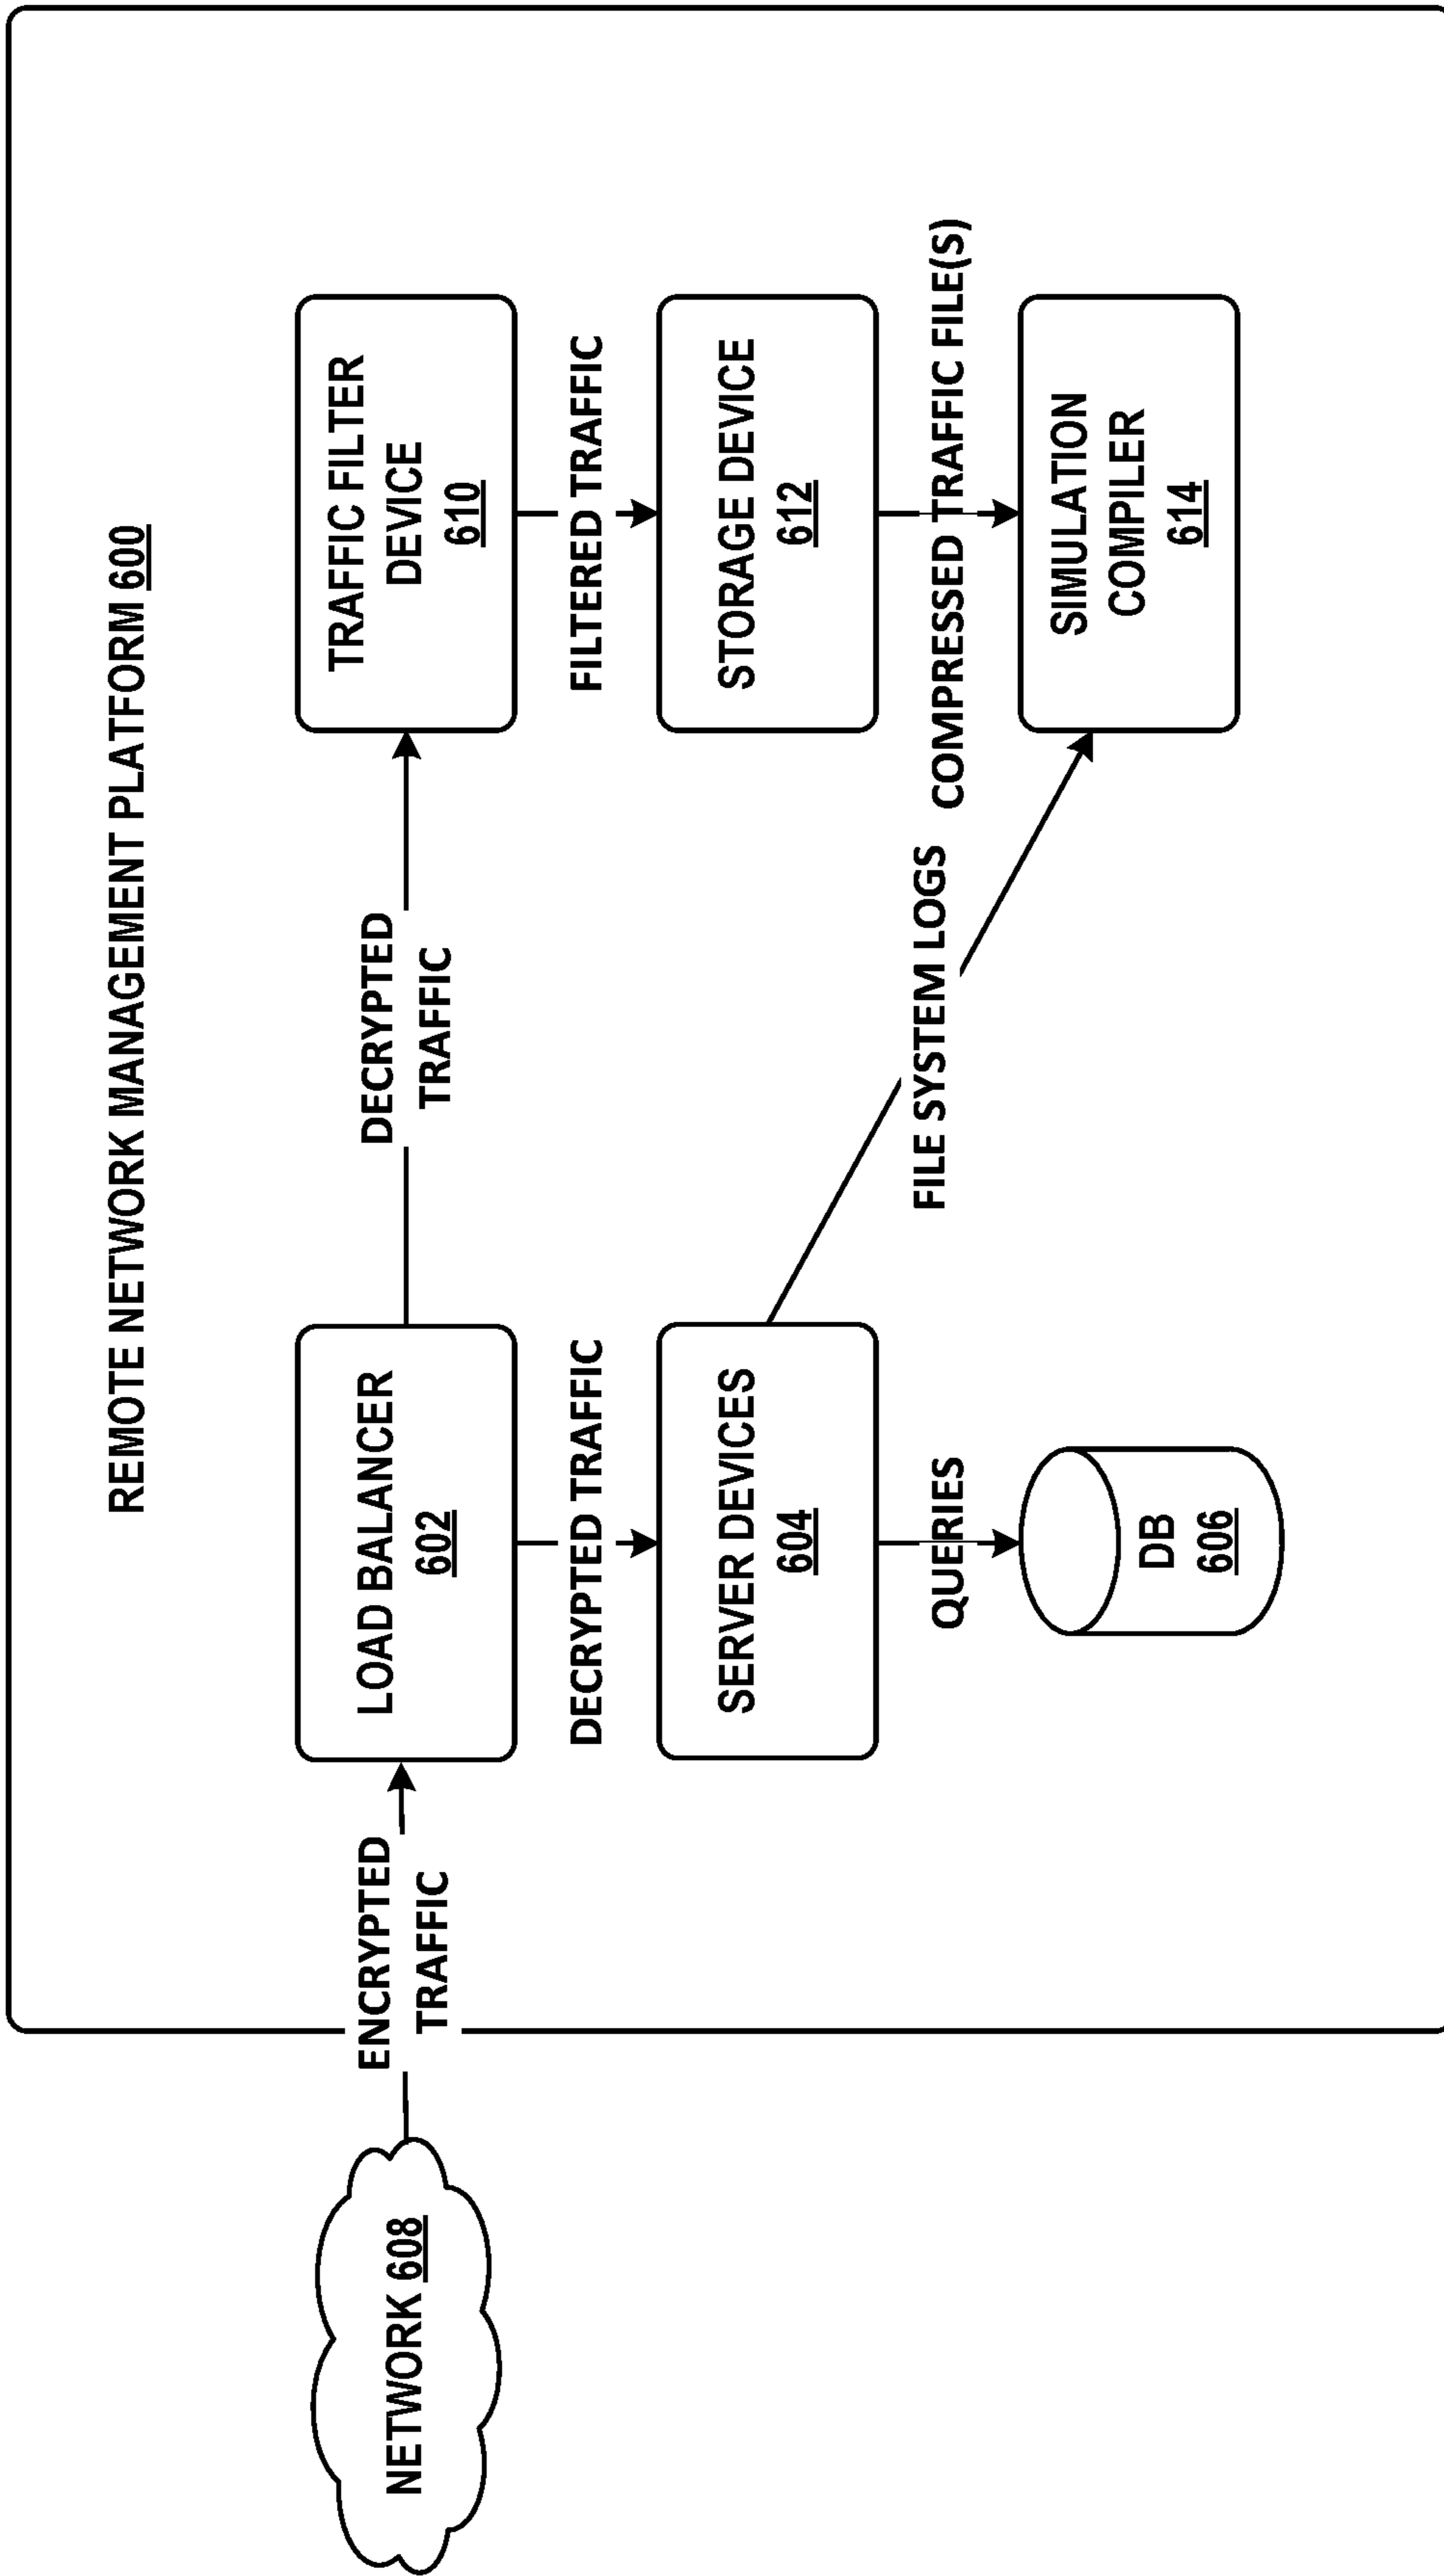 REMOTE NETWORK MANAGEMENT PLATFORM 600
NETWORK 608
ENCRYPTED
TRAFFIC
LOAD BALANCER
602
DECRYPTED
TRAFFIC
TRAFFIC FILTER
DEVICE
610
DECRYPTED TRAFFIC
FILTERED TRAFFIC
SERVER DEVICES
604
STORAGE DEVICE
612
FILE SYSTEM LOGS
QUERIES
COMPRESSED TRAFFIC FILE(S)
DB
606
SIMULATION
COMPILER
614